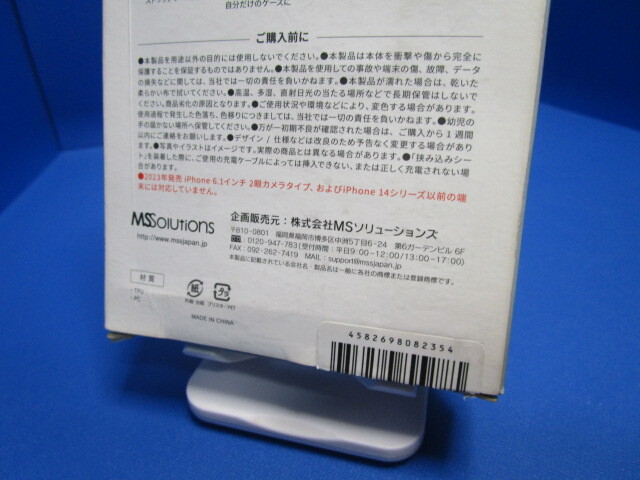 自分だけのケースに
ご購入前に
●本製品を用途以外の目的には使用しないでください。●本製品は本体を衝撃や傷から完全に
保護することを保証するものではありません。●本製品を使用しての事故や端末の傷、故障、データ
の損失などに関しては、当社では一切の責任を負いかねます。●本製品が濡れた場合は、乾いた
柔らかい布で拭いてください。●高温、多湿、直射日光の当たる場所などで長期保管はしないで
ください。商品劣化の原因となります。●ご使用状況や環境などにより、変色する場合があります。
使用過程で発生した色落ち、色移りにつきましては、当社では一切の責任を負いかねます。●幼児の
手の届かない場所へ保管してください。●万が一初期不良が確認された場合は、ご購入から1週間
以内にご連絡をお願いします。●デザイン / 仕様などは改良のため予告なく変更する場合があり
ます。●写真やイラストはイメージです。実際の商品とは異なる場合があります。●「挟み込みシー
ト」を装着した際に、ご使用の充電ケーブルによっては挿入できない、または正しく充電されない場
合があります。
●2023年発売 iPhone 6.1インチ 2眼カメラタイプ、およびiPhone 14シリーズ以前の端
末には対応していません。
MSSolutions
http://www.mssjapan.jp
企画販売元：株式会社MSソリューションズ
〒810-0801 福岡県福岡市博多区中洲5丁目6-24 第6ガーデンビル 6F
0120-947-783(受付時間：平日9:00-12:00/13:00-17:00)
FAX : 092-262-7419 MAIL : support@mssjapan.jp
本製品に記載されている会社名・製品名は一般に各社の商標または登録商標です。
材質
・TPU
・PC
紙
プラ
外箱・台紙
ブリスター:PET
MADE IN CHINA
4582698082354